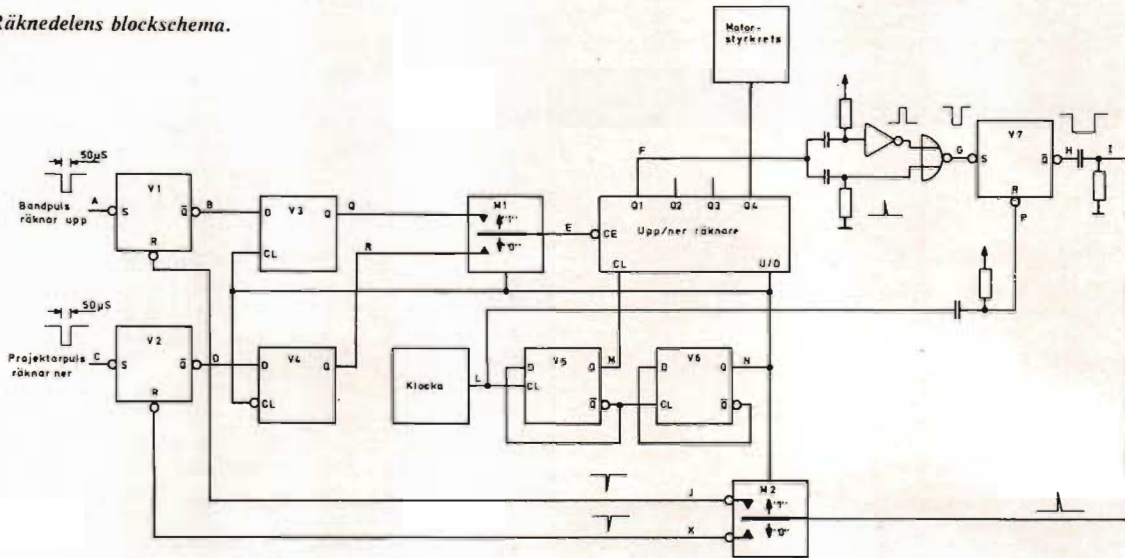 Räknedelens blockschema.
Motor-
styrkrets
50µS
A
S
V1
Q
R
B
Bandpuls
räknar upp
D
V3
Q
CL
Q
R
M1
"1"
"0"
E
CE
F
Q1 Q2 Q3 Q4
Upp/ner räknare
CL
U/D
G
S
V7
Q
R
H
I
P
50µS
C
S
V2
Q
R
D
Projektorpuls
räknar ner
D
V4
Q
CL
Klocka
L
D
V5
Q
CL
Q
M
D
V6
Q
CL
Q
N
J
K
M2
"1"
"0"